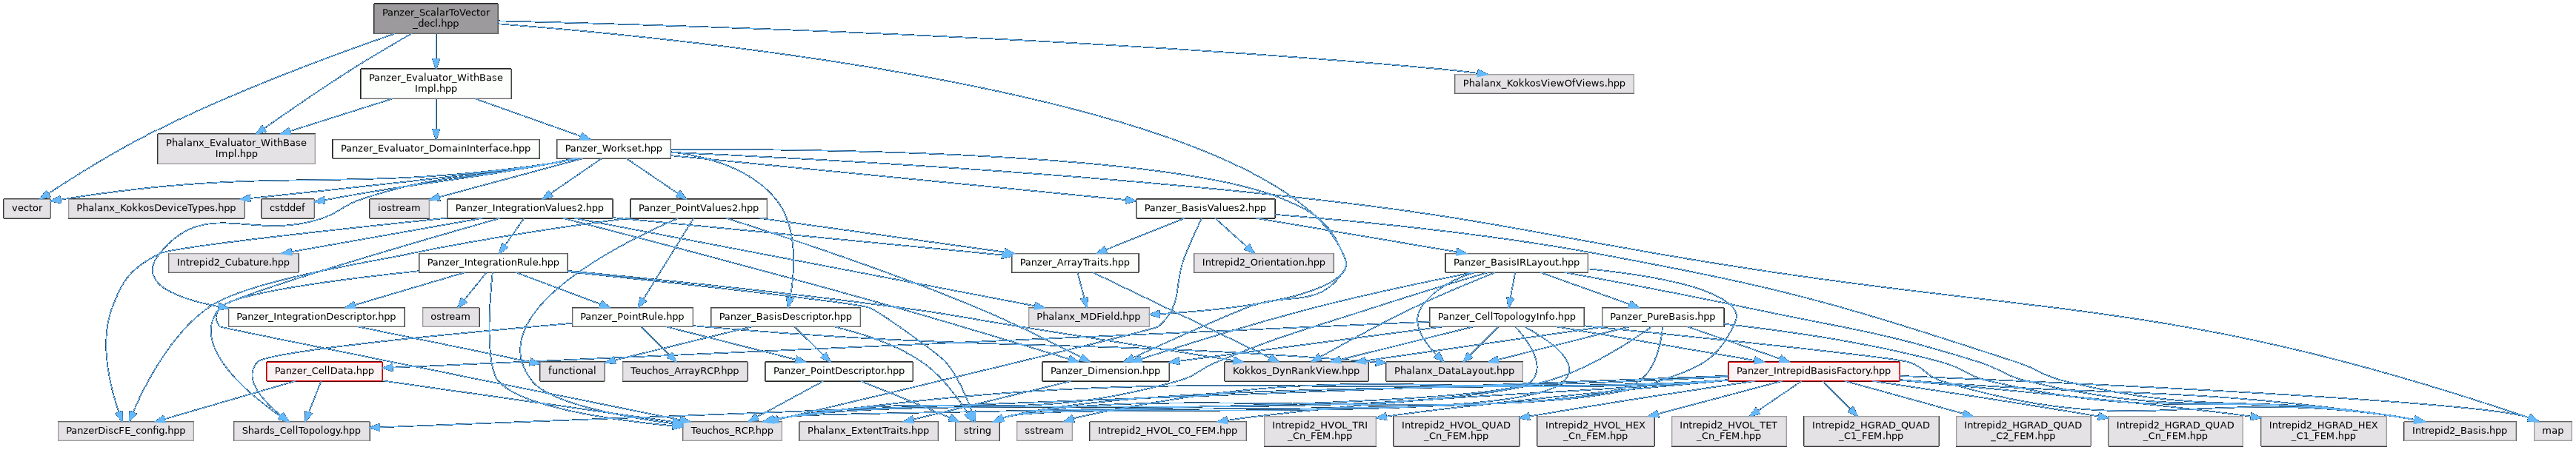 Panzer_ScalarToVector
_decl.hpp
Panzer_Evaluator_WithBase
Impl.hpp
Phalanx_KokkosViewOfViews.hpp
Phalanx_Evaluator_WithBase
Impl.hpp
Panzer_Evaluator_DomainInterface.hpp
Panzer_Workset.hpp
vector
Phalanx_KokkosDeviceTypes.hpp
cstddef
iostream
Panzer_IntegrationValues2.hpp
Panzer_PointValues2.hpp
Panzer_BasisValues2.hpp
Intrepid2_Cubature.hpp
Panzer_IntegrationRule.hpp
Panzer_ArrayTraits.hpp
Intrepid2_Orientation.hpp
Panzer_BasisIRLayout.hpp
Panzer_IntegrationDescriptor.hpp
ostream
Panzer_PointRule.hpp
Panzer_BasisDescriptor.hpp
Phalanx_MDField.hpp
Panzer_CellTopologyInfo.hpp
Panzer_PureBasis.hpp
Panzer_CellData.hpp
functional
Teuchos_ArrayRCP.hpp
Panzer_PointDescriptor.hpp
Panzer_Dimension.hpp
Kokkos_DynRankView.hpp
Phalanx_DataLayout.hpp
Panzer_IntrepidBasisFactory.hpp
PanzerDiscFE_config.hpp
Shards_CellTopology.hpp
Teuchos_RCP.hpp
Phalanx_ExtentTraits.hpp
string
sstream
Intrepid2_HVOL_C0_FEM.hpp
Intrepid2_HVOL_TRI
_Cn_FEM.hpp
Intrepid2_HVOL_QUAD
_Cn_FEM.hpp
Intrepid2_HVOL_HEX
_Cn_FEM.hpp
Intrepid2_HVOL_TET
_Cn_FEM.hpp
Intrepid2_HGRAD_QUAD
_C1_FEM.hpp
Intrepid2_HGRAD_QUAD
_C2_FEM.hpp
Intrepid2_HGRAD_QUAD
_Cn_FEM.hpp
Intrepid2_HGRAD_HEX
_C1_FEM.hpp
Intrepid2_Basis.hpp
map